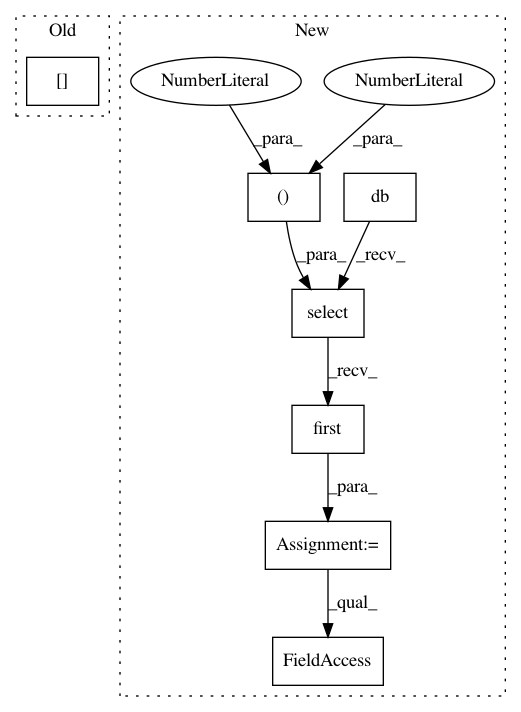 Old
New
[]
NumberLiteral
NumberLiteral
_para_
_para_
()
db
_para_
_recv_
select
_recv_
first
_para_
Assignment:=
_qual_
FieldAccess